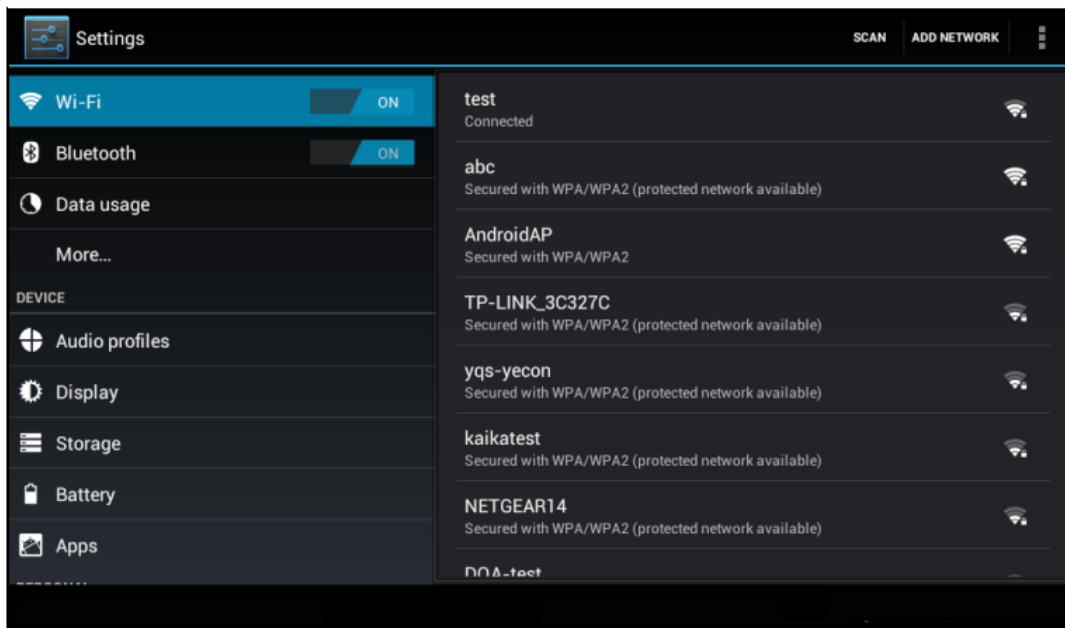 Settings
SCAN
ADD NETWORK
Wi-Fi
ON
Bluetooth
ON
Data usage
More...
DEVICE
Audio profiles
Display
Storage
Battery
Apps
test
Connected
abc
Secured with WPA/WPA2 (protected network available)
AndroidAP
Secured with WPA/WPA2
TP-LINK_3C327C
Secured with WPA/WPA2 (protected network available)
yqs-yecon
Secured with WPA/WPA2 (protected network available)
kaikatest
Secured with WPA/WPA2 (protected network available)
NETGEAR14
Secured with WPA/WPA2 (protected network available)